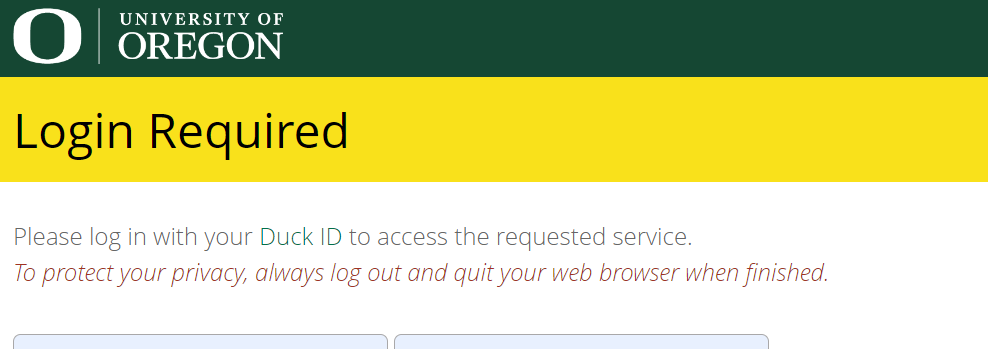 UNIVERSITY OF
OREGON
Login Required
Please log in with your Duck ID to access the requested service.
To protect your privacy, always log out and quit your web browser when finished.